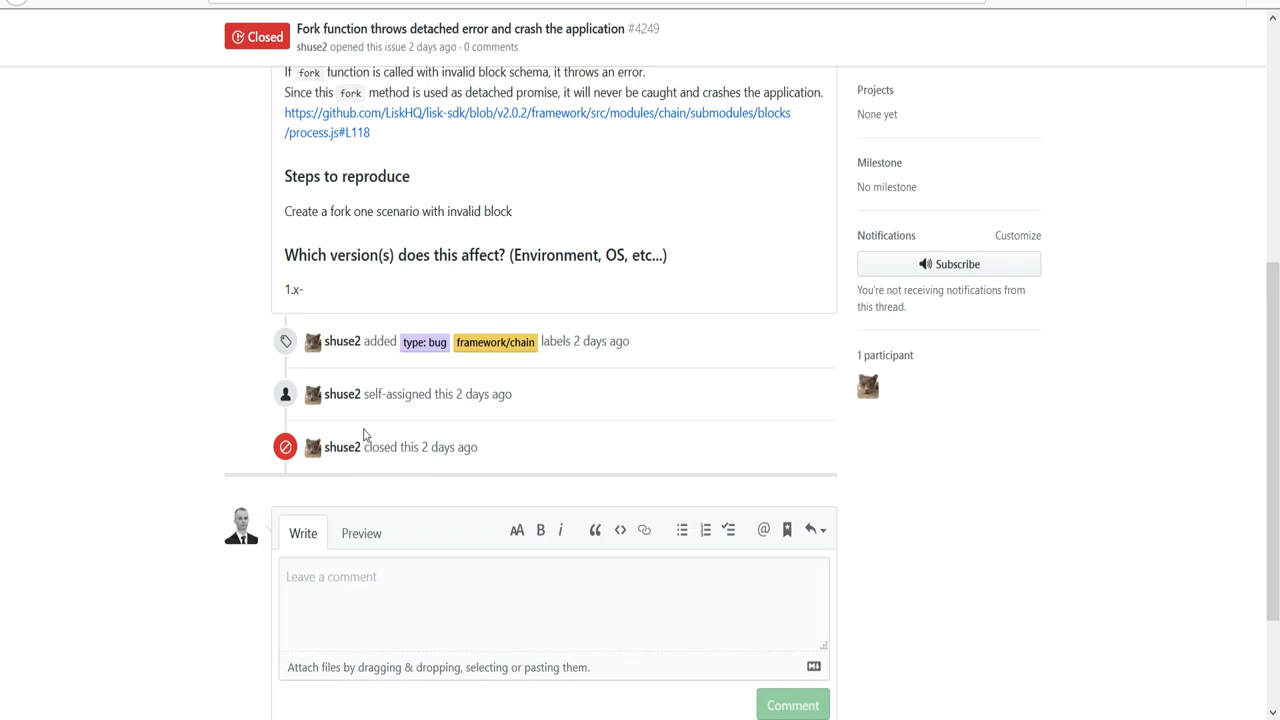 Closed
Fork function throws detached error and crash the application #4249
shuse2 opened this issue 2 days ago · 0 comments
If fork function is called with invalid block schema, it throws an error.
Since this fork method is used as detached promise, it will never be caught and crashes the application.
https://github.com/LiskHQ/lisk-sdk/blob/v2.0.2/framework/src/modules/chain/submodules/blocks
/process.js#L118
Steps to reproduce
Create a fork one scenario with invalid block
Which version(s) does this affect? (Environment, OS, etc...)
1.x-
shuse2 added type: bug framework/chain labels 2 days ago
shuse2 self-assigned this 2 days ago
shuse2 closed this 2 days ago
Write Preview
AA B i @
Leave a comment
Attach files by dragging & dropping, selecting or pasting them.
Comment
Projects
None yet
Milestone
No milestone
Notifications Customize
Subscribe
You're not receiving notifications from
this thread.
1 participant